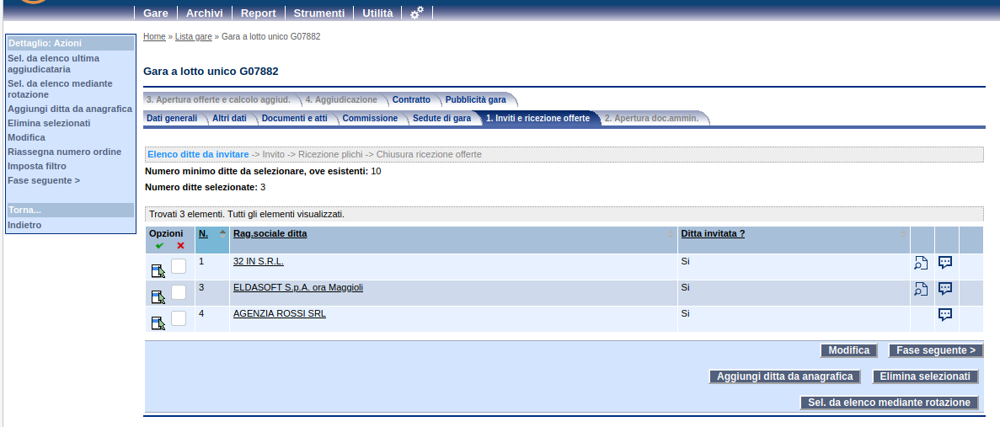 Gare Archivi Report Strumenti Utilità
Home » Lista gare » Gara a lotto unico G07882
Dettaglio: Azioni
Sel. da elenco ultima
aggiudicataria
Sel. da elenco mediante
rotazione
Aggiungi ditta da anagrafica
Elimina selezionati
Modifica
Riassegna numero ordine
Imposta filtro
Fase seguente >
Torna...
Indietro
Gara a lotto unico G07882
3. Apertura offerte e calcolo aggiud. 4. Aggiudicazione Contratto Pubblicità gara
Dati generali Altri dati Documenti e atti Commissione Sedute di gara 1. Inviti e ricezione offerte 2. Apertura doc.ammin.
Elenco ditte da invitare -> Invito -> Ricezione plichi -> Chiusura ricezione offerte
Numero minimo ditte da selezionare, ove esistenti: 10
Numero ditte selezionate: 3
Trovati 3 elementi. Tutti gli elementi visualizzati.
Opzioni N. Rag.sociale ditta Ditta invitata ?
1 32 IN S.R.L. Si
3 ELDASOFT S.p.A. ora Maggioli Si
4 AGENZIA ROSSI SRL Si
Modifica Fase seguente >
Aggiungi ditta da anagrafica Elimina selezionati
Sel. da elenco mediante rotazione